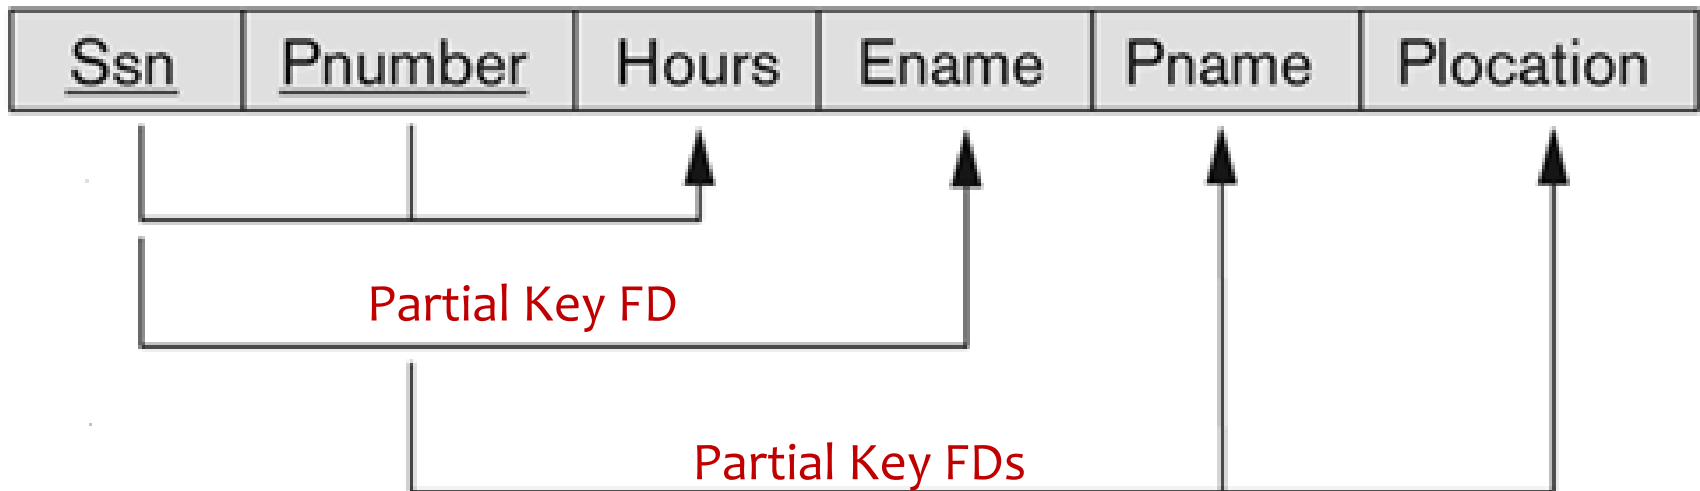 Ssn Pnumber Hours Ename Pname Plocation
Partial Key FD
Partial Key FDs